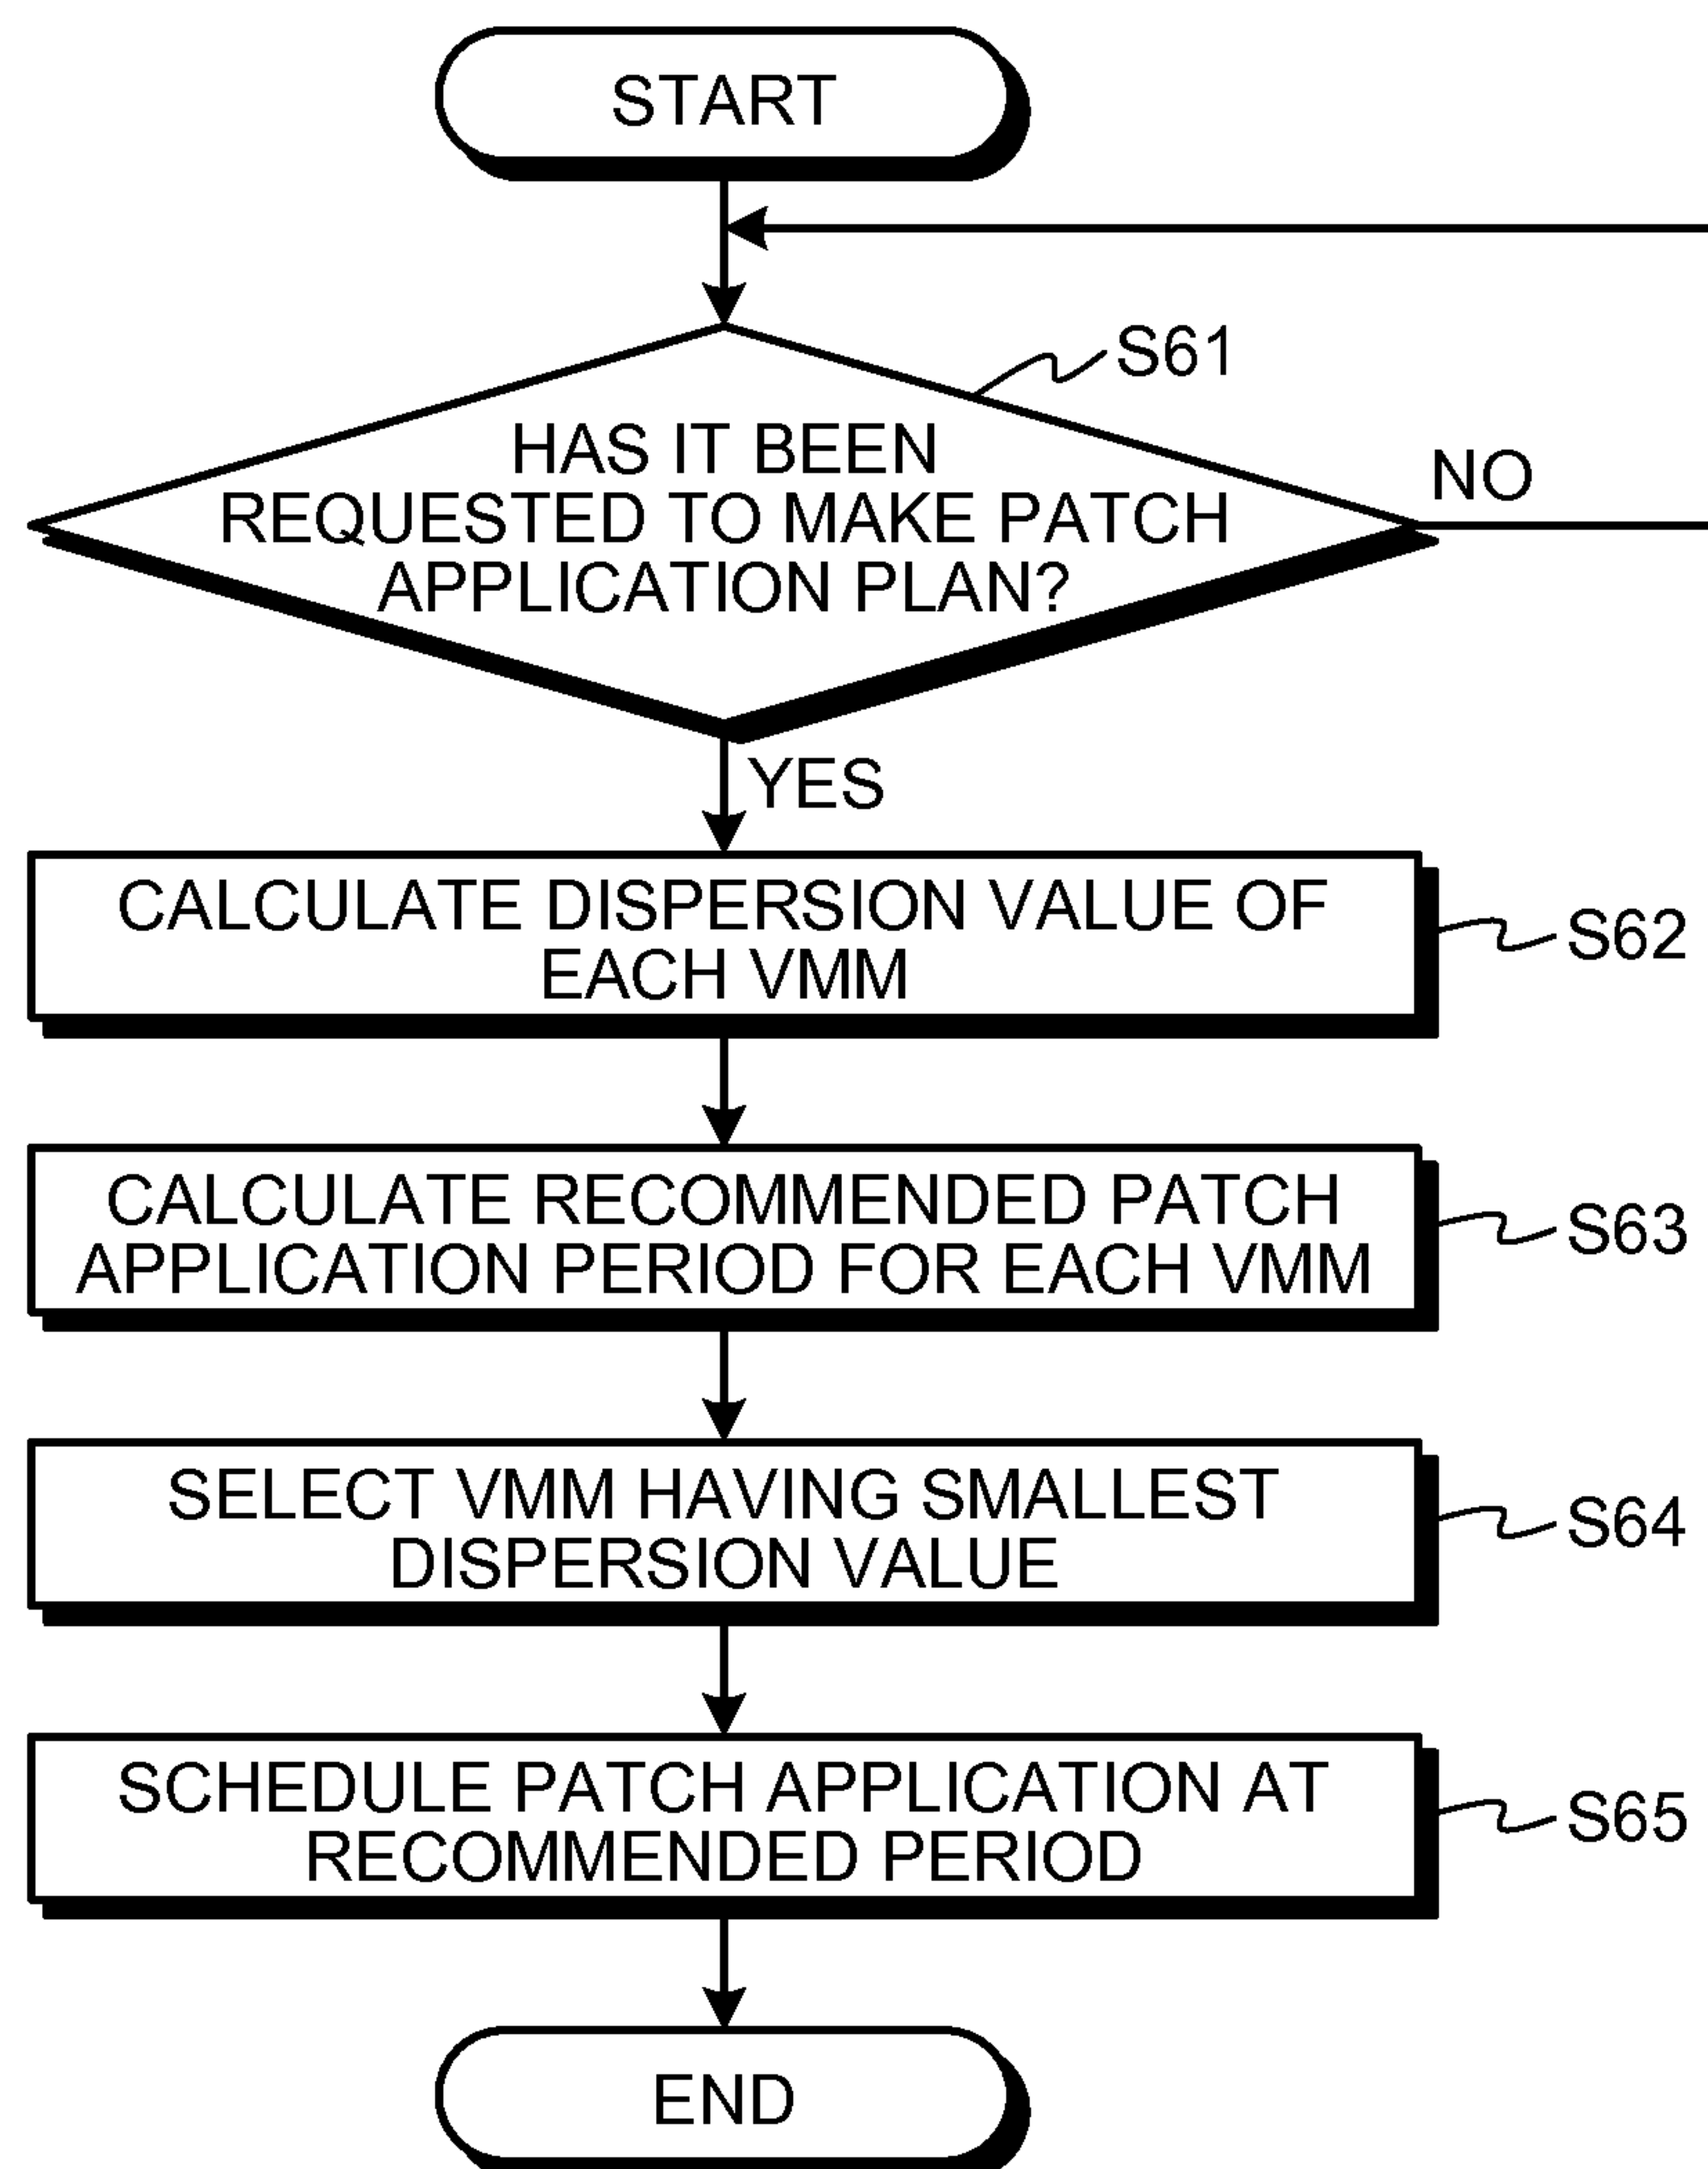 START
S61
HAS IT BEEN
REQUESTED TO MAKE PATCH
APPLICATION PLAN?
NO
YES
CALCULATE DISPERSION VALUE OF
EACH VMM
S62
CALCULATE RECOMMENDED PATCH
APPLICATION PERIOD FOR EACH VMM
S63
SELECT VMM HAVING SMALLEST
DISPERSION VALUE
S64
SCHEDULE PATCH APPLICATION AT
RECOMMENDED PERIOD
S65
END